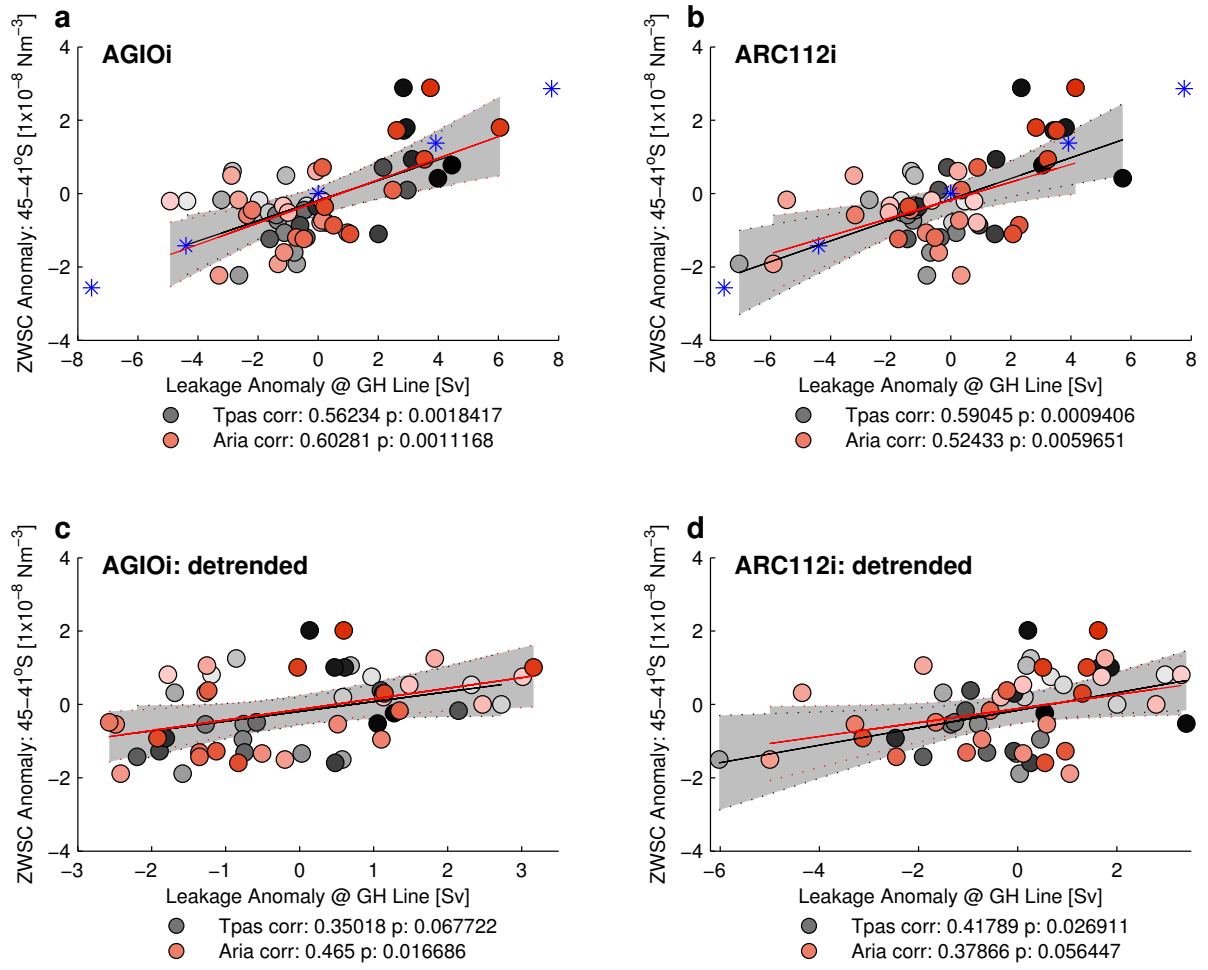 a
AGIOi
ZWSC Anomaly: 45−41°S [1x10⁻⁸ Nm⁻³]
4
2
0
−2
−4
−8 −6 −4 −2 0 2 4 6 8
Leakage Anomaly @ GH Line [Sv]
Tpas corr: 0.56234 p: 0.0018417
Aria corr: 0.60281 p: 0.0011168
b
ARC112i
ZWSC Anomaly: 45−41°S [1x10⁻⁸ Nm⁻³]
4
2
0
−2
−4
−8 −6 −4 −2 0 2 4 6 8
Leakage Anomaly @ GH Line [Sv]
Tpas corr: 0.59045 p: 0.0009406
Aria corr: 0.52433 p: 0.0059651
c
AGIOi: detrended
ZWSC Anomaly: 45−41°S [1x10⁻⁸ Nm⁻³]
4
2
0
−2
−4
−3 −2 −1 0 1 2 3
Leakage Anomaly @ GH Line [Sv]
Tpas corr: 0.35018 p: 0.067722
Aria corr: 0.465 p: 0.016686
d
ARC112i: detrended
ZWSC Anomaly: 45−41°S [1x10⁻⁸ Nm⁻³]
4
2
0
−2
−4
−6 −4 −2 0 2
Leakage Anomaly @ GH Line [Sv]
Tpas corr: 0.41789 p: 0.026911
Aria corr: 0.37866 p: 0.056447